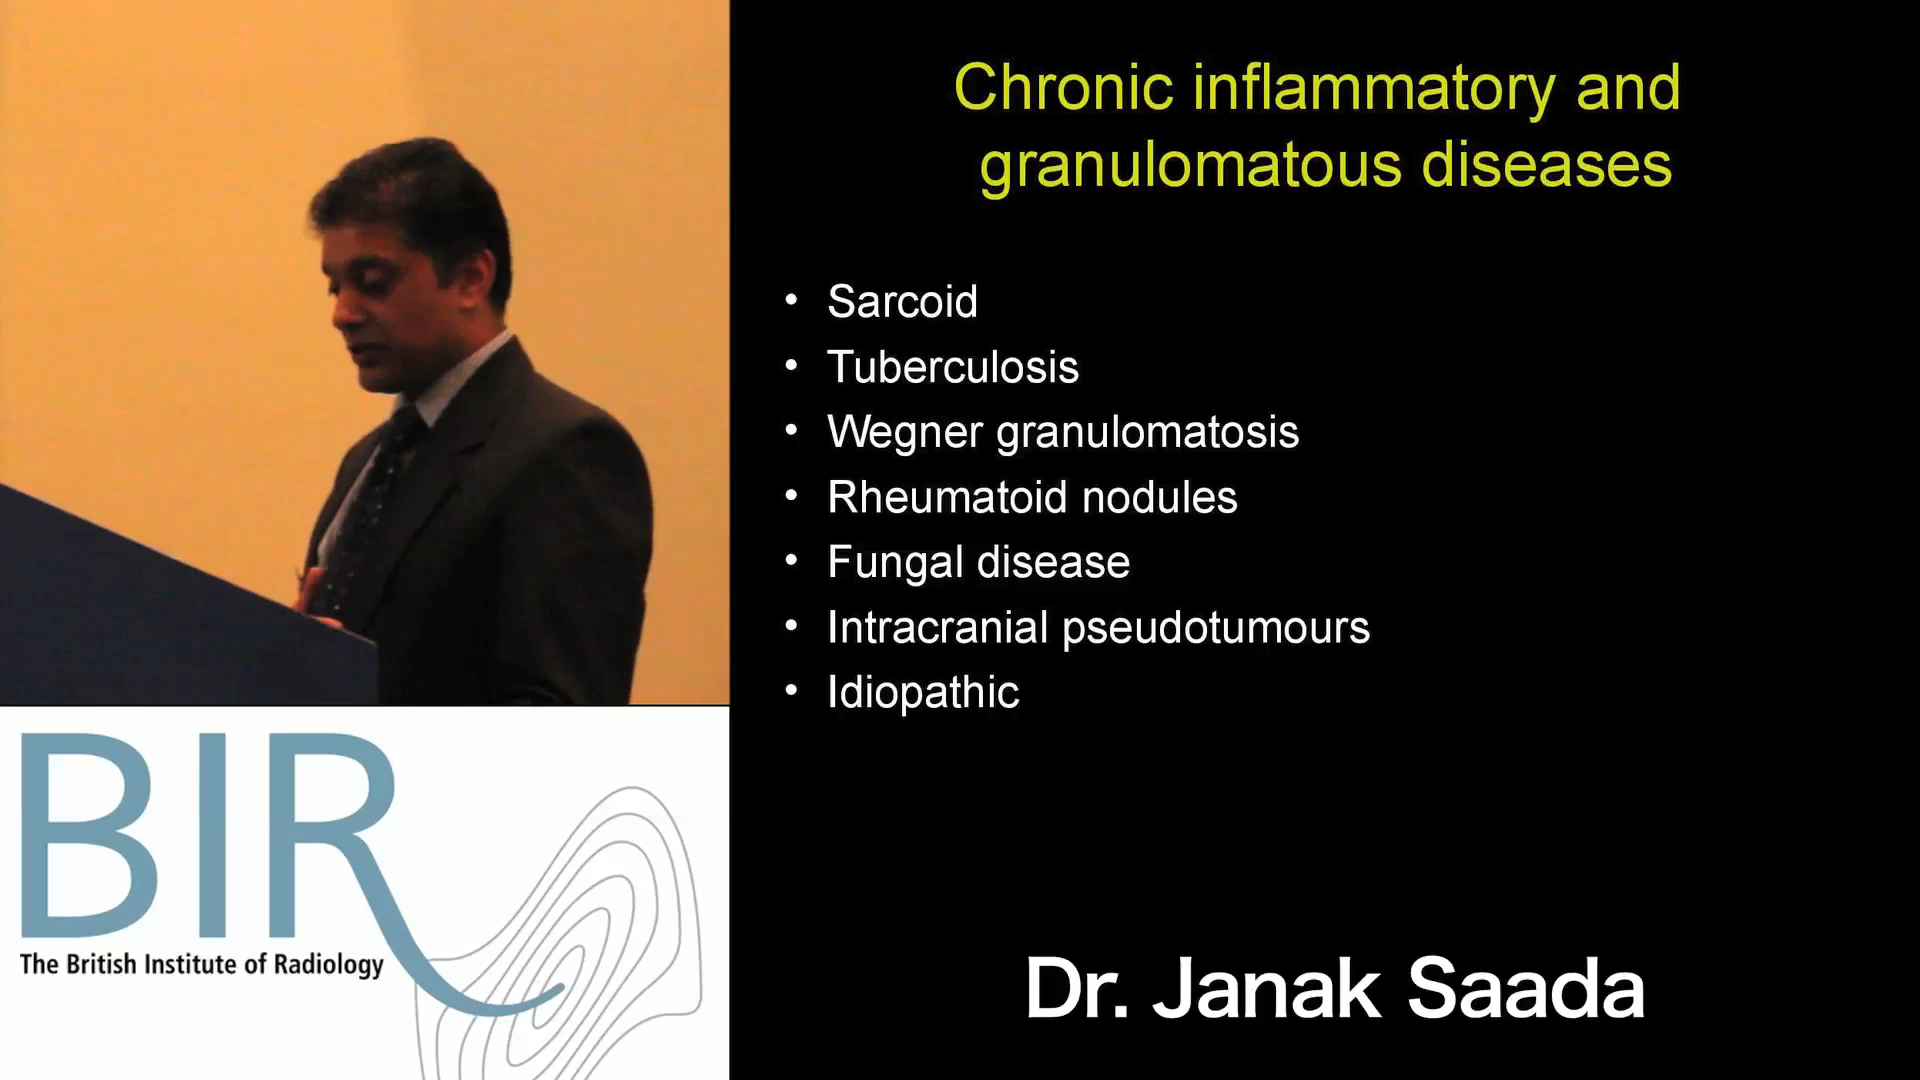 Chronic inflammatory and
granulomatous diseases
• Sarcoid
• Tuberculosis
• Wegner granulomatosis
• Rheumatoid nodules
• Fungal disease
• Intracranial pseudotumours
• Idiopathic
Dr. Janak Saada
BIR
The British Institute of Radiology